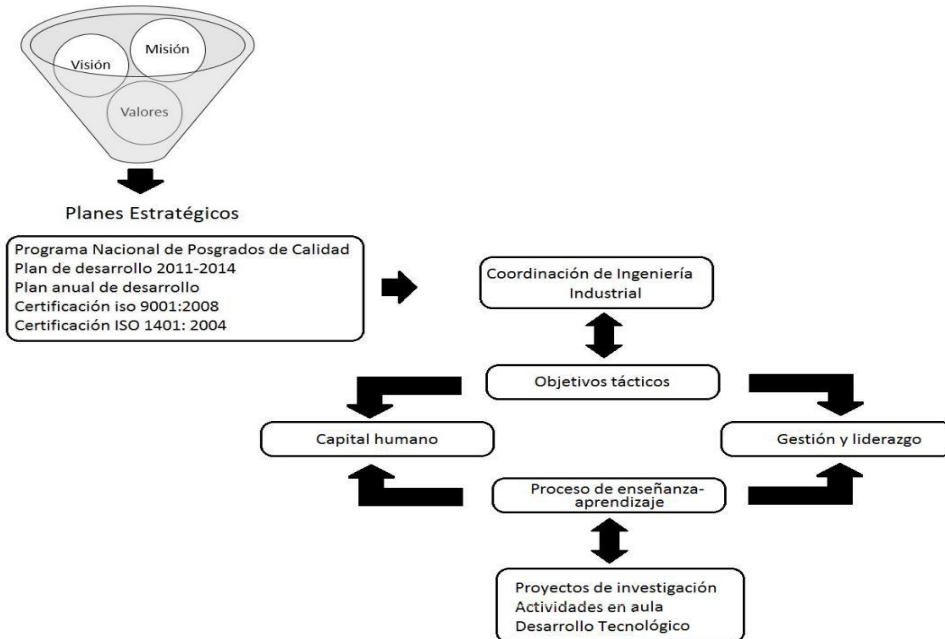 Visión
Misión
Valores
Planes Estratégicos
Programa Nacional de Posgrados de Calidad
Plan de desarrollo 2011-2014
Plan anual de desarrollo
Certificación iso 9001:2008
Certificación ISO 1401: 2004
Coordinación de Ingeniería
Industrial
Objetivos tácticos
Capital humano
Gestión y liderazgo
Proceso de enseñanza-
aprendizaje
Proyectos de investigación
Actividades en aula
Desarrollo Tecnológico